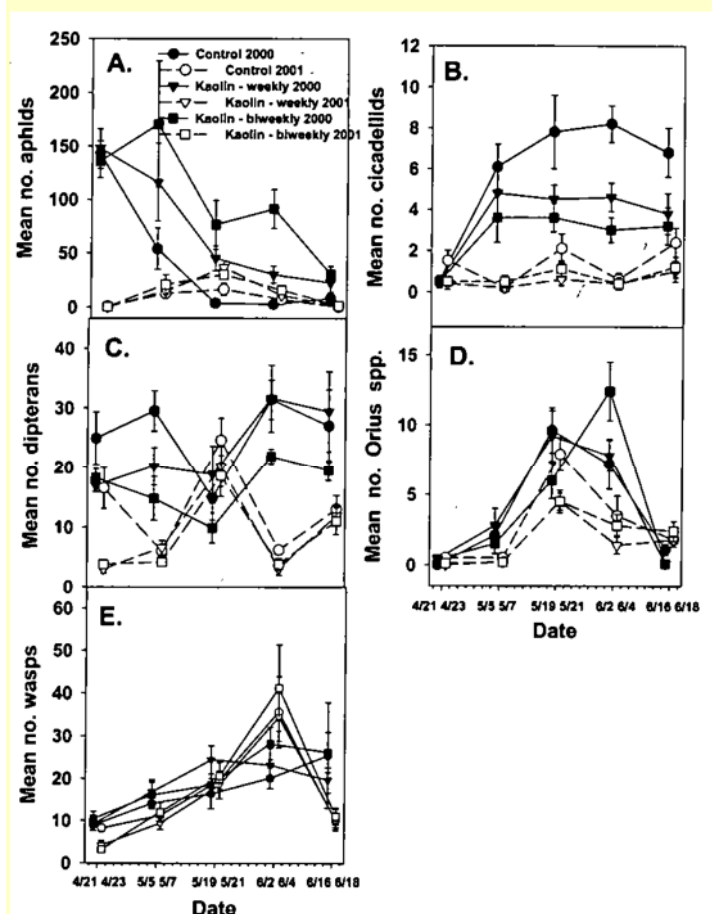 A.
Mean no. aphids
250
200
150
100
50
0
Control 2000
Control 2001
Kaolin - weekly 2000
Kaolin - weekly 2001
Kaolin - biweekly 2000
Kaolin - biweekly 2001
B.
Mean no. cicadellids
12
10
8
6
4
2
0
C.
Mean no. dipterans
40
30
20
10
0
D.
Mean no. Orius spp.
15
10
5
0
4/21 4/23 5/5 5/7 5/19 5/21 6/2 6/4 6/16 6/18
Date
E.
Mean no. wasps
60
50
40
30
20
10
0
4/21 4/23 5/5 5/7 5/19 5/21 6/2 6/4 6/16 6/18
Date